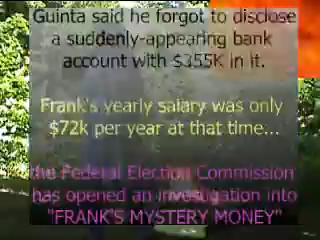 Guinta said he forgot to disclose
a suddenly-appearing bank
account with $355K in it.
Frank's yearly salary was only
$72k per year at that time...
the Federal Election Commission
has opened an investigation into
"FRANK'S MYSTERY MONEY"